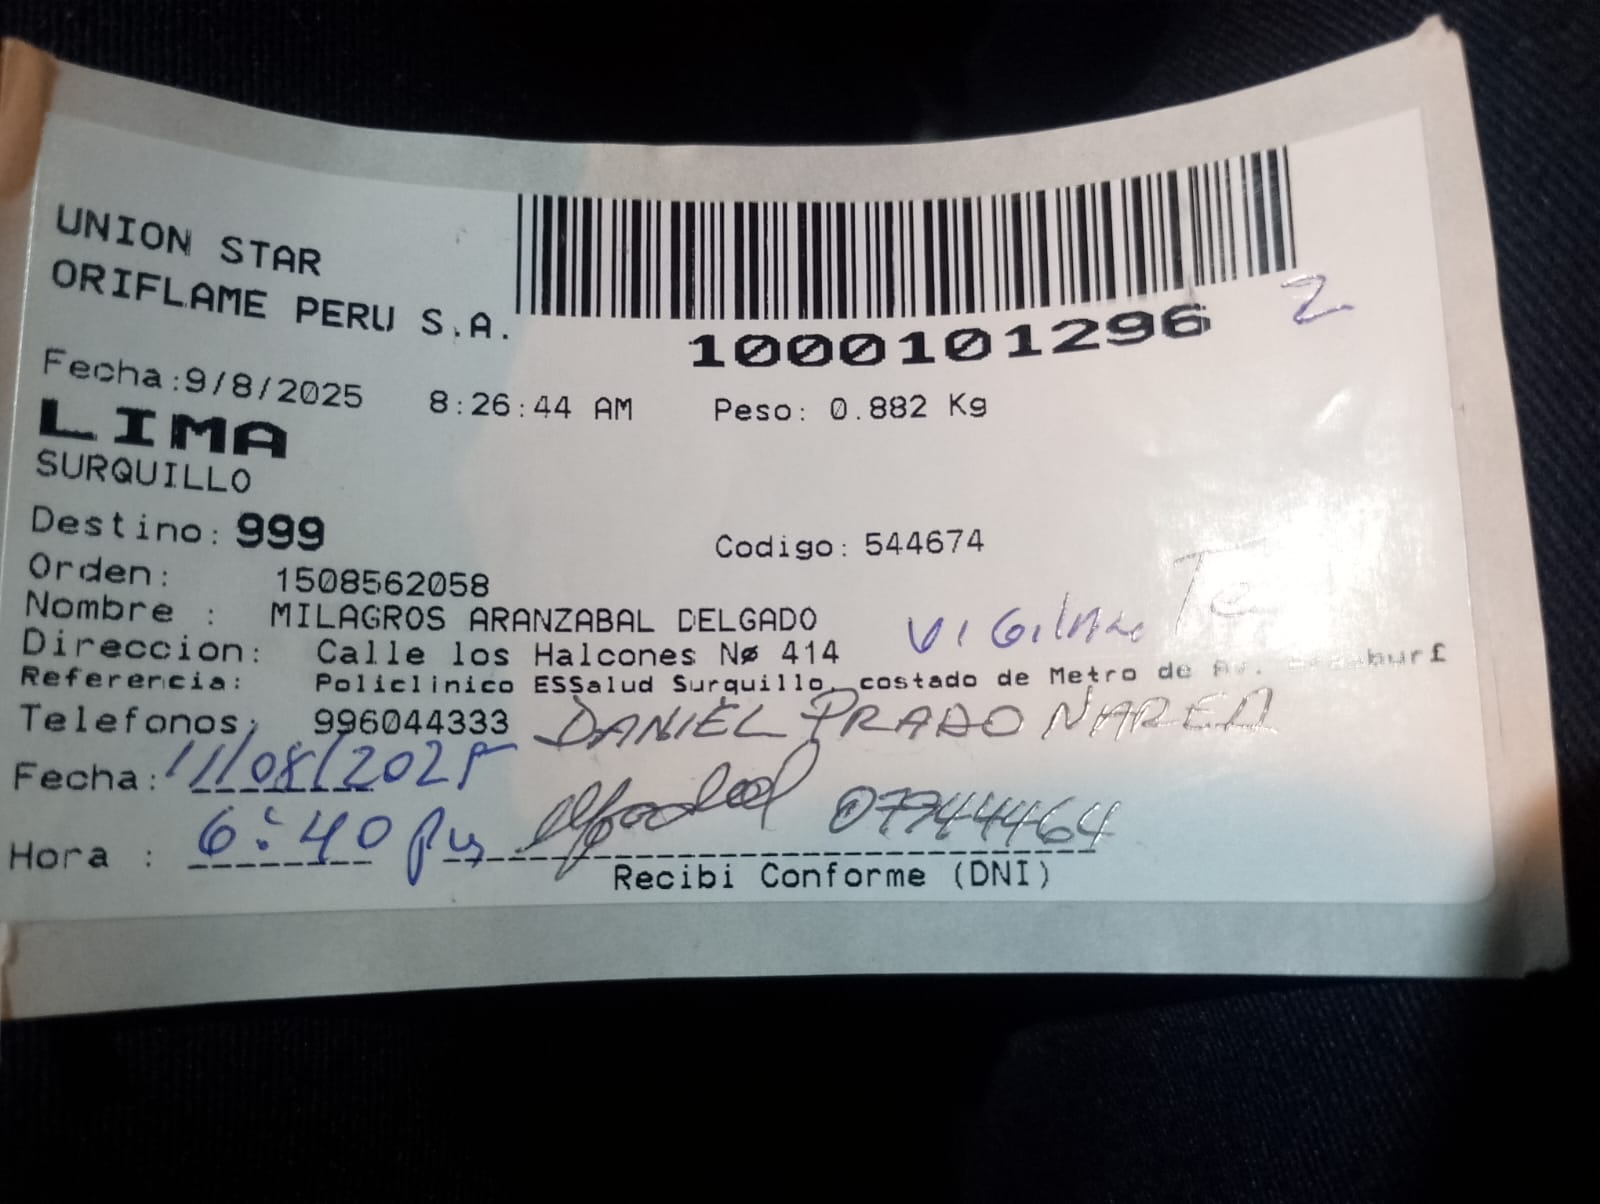 UNION STAR
ORIFLAME PERU S.A.
1000101296 2
Fecha:9/8/2025 8:26:44 AM Peso: 0.882 Kg
LIMA
SURQUILLO
Destino: 999 Codigo: 544674
Orden: 1508562058
Nombre : MILAGROS ARANZABAL DELGADO
Direccion: Calle los Halcones Nø 414
Referencia: Policlinico ESSalud Surquillo, costado de Metro de Av.
Telefonos: 996044333 DANIEL PRADO
Fecha: 11/08/2025
Hora : 6:40 pm 07744464
Recibi Conforme (DNI)